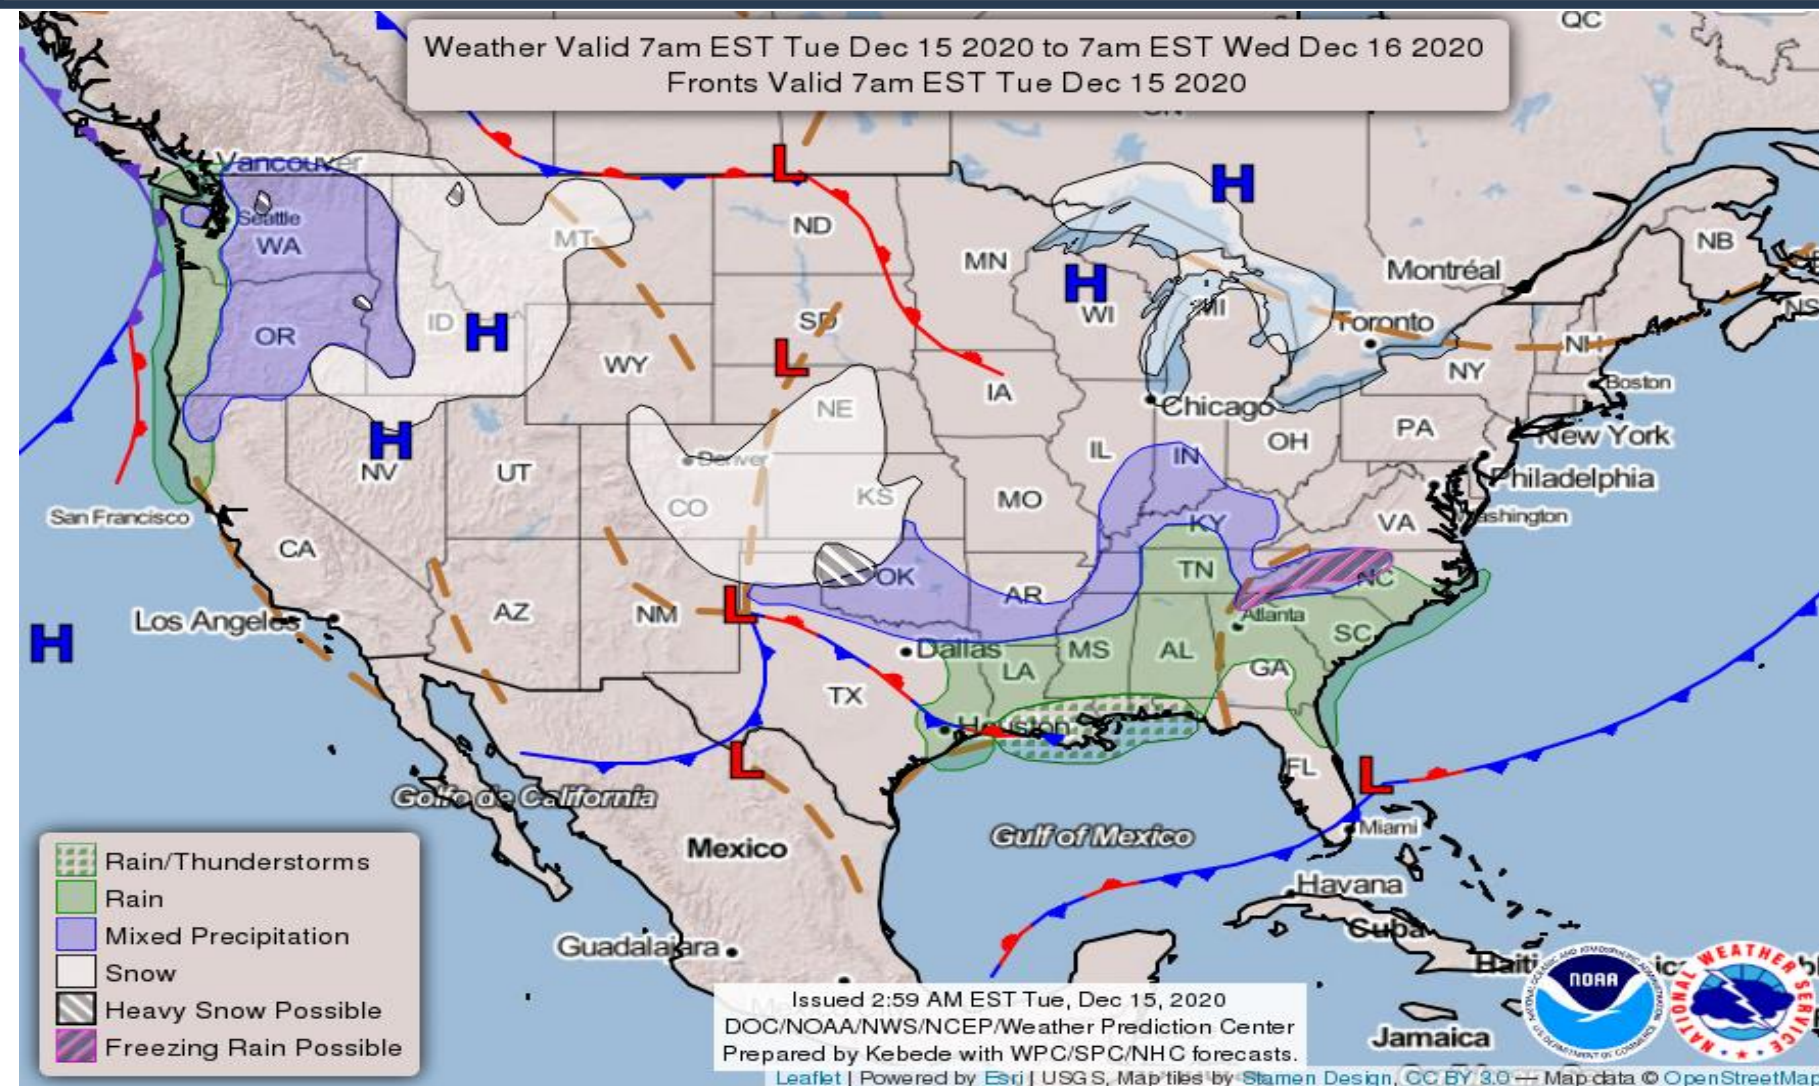 Weather Valid 7am EST Tue Dec 15 2020 to 7am EST Wed Dec 16 2020
Fronts Valid 7am EST Tue Dec 15 2020
QC
Vancouver
Seattle
WA
MT
ND
MN
NB
Montréal
NS
OR
ID
H
SD
WI
MI
Toronto
NH
WY
L
NE
IA
NY
Boston
Chicago
H
H
H
H
L
L
L
L
Denver
NV
UT
CO
KS
MO
IL
IN
OH
PA
New York
Philadelphia
San Francisco
CA
KY
VA
OK
AR
TN
NC
Los Angeles
AZ
NM
Atlanta
SC
Dallas
LA
MS
AL
GA
TX
Houston
FL
Golfo de California
Gulf of Mexico
Miami
Mexico
Havana
Cuba
Guadalajara
Jamaica
Rain/Thunderstorms
Rain
Mixed Precipitation
Snow
Heavy Snow Possible
Freezing Rain Possible
Issued 2:59 AM EST Tue, Dec 15, 2020
DOC/NOAA/NWS/NCEP/Weather Prediction Center
Prepared by Kebede with WPC/SPC/NHC forecasts.
NOAA
NATIONAL WEATHER SERVICE
Leaflet | Powered by Esri | USGS, Map tiles by Stamen Design, CC BY 3.0 — Map data © OpenStreetMap